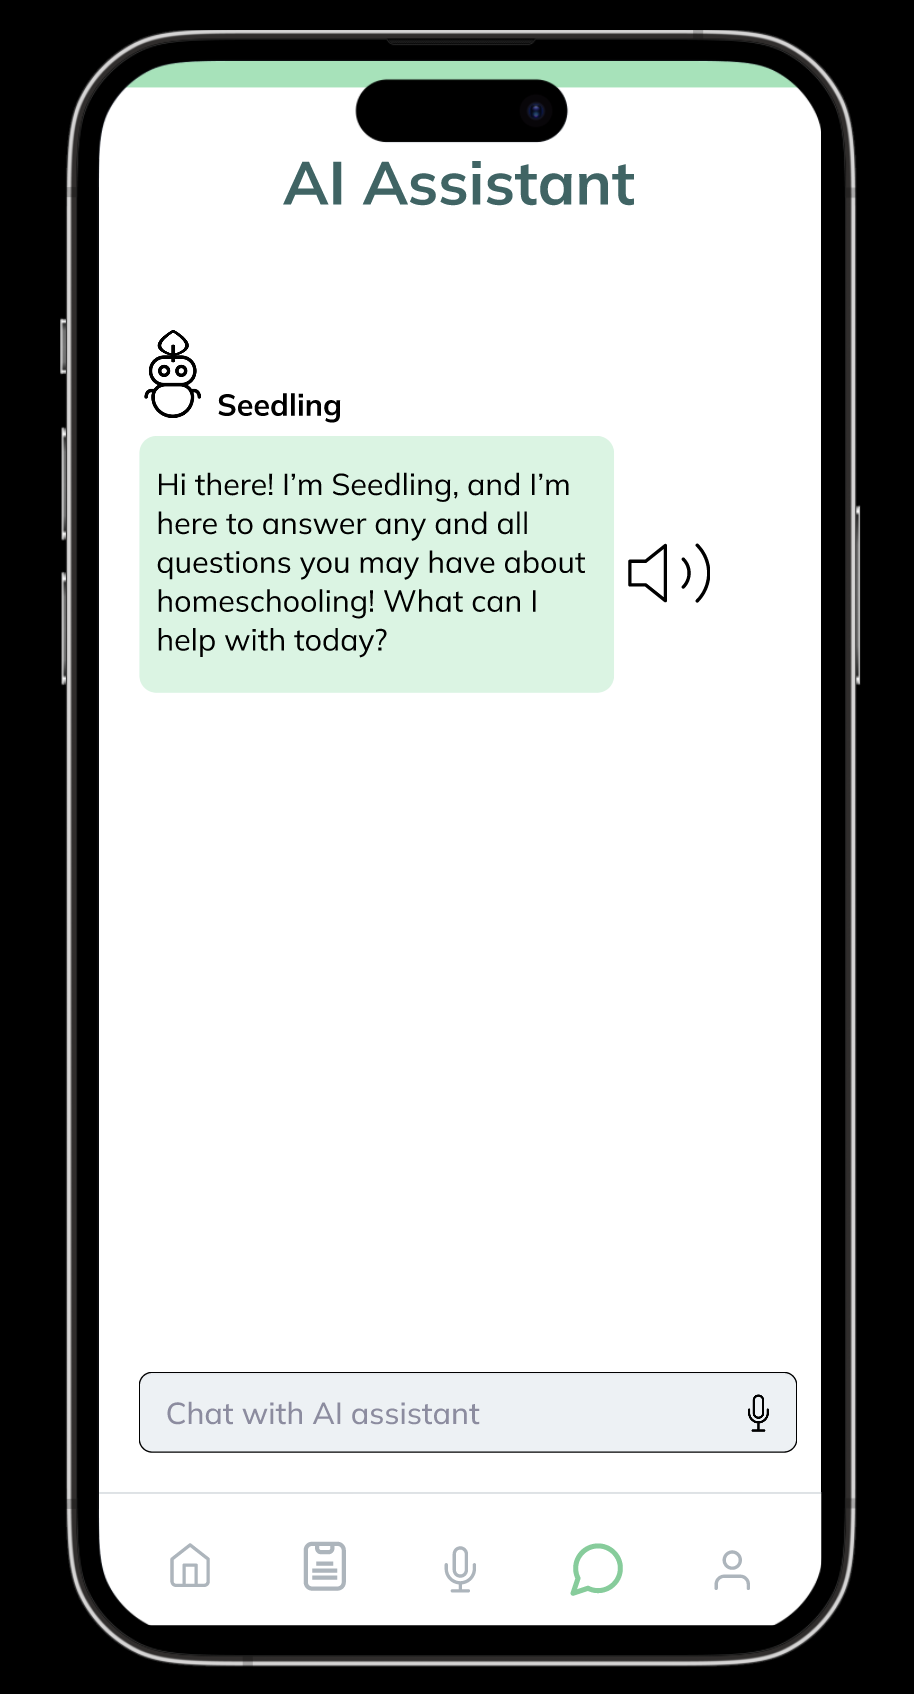 AI Assistant
Seedling
Hi there! I’m Seedling, and I’m
here to answer any and all
questions you may have about
homeschooling! What can I
help with today?
Chat with AI assistant